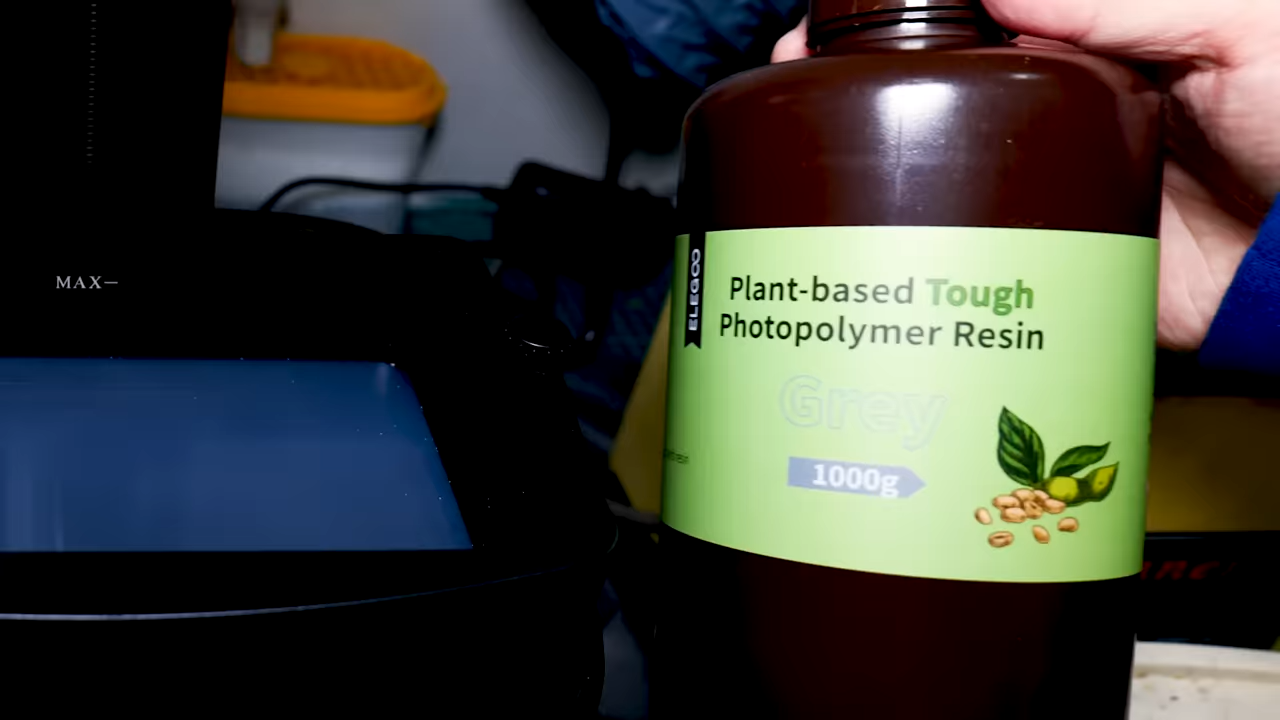 MAX—
ELEGOO
Plant-based Tough
Photopolymer Resin
Grey
1000g